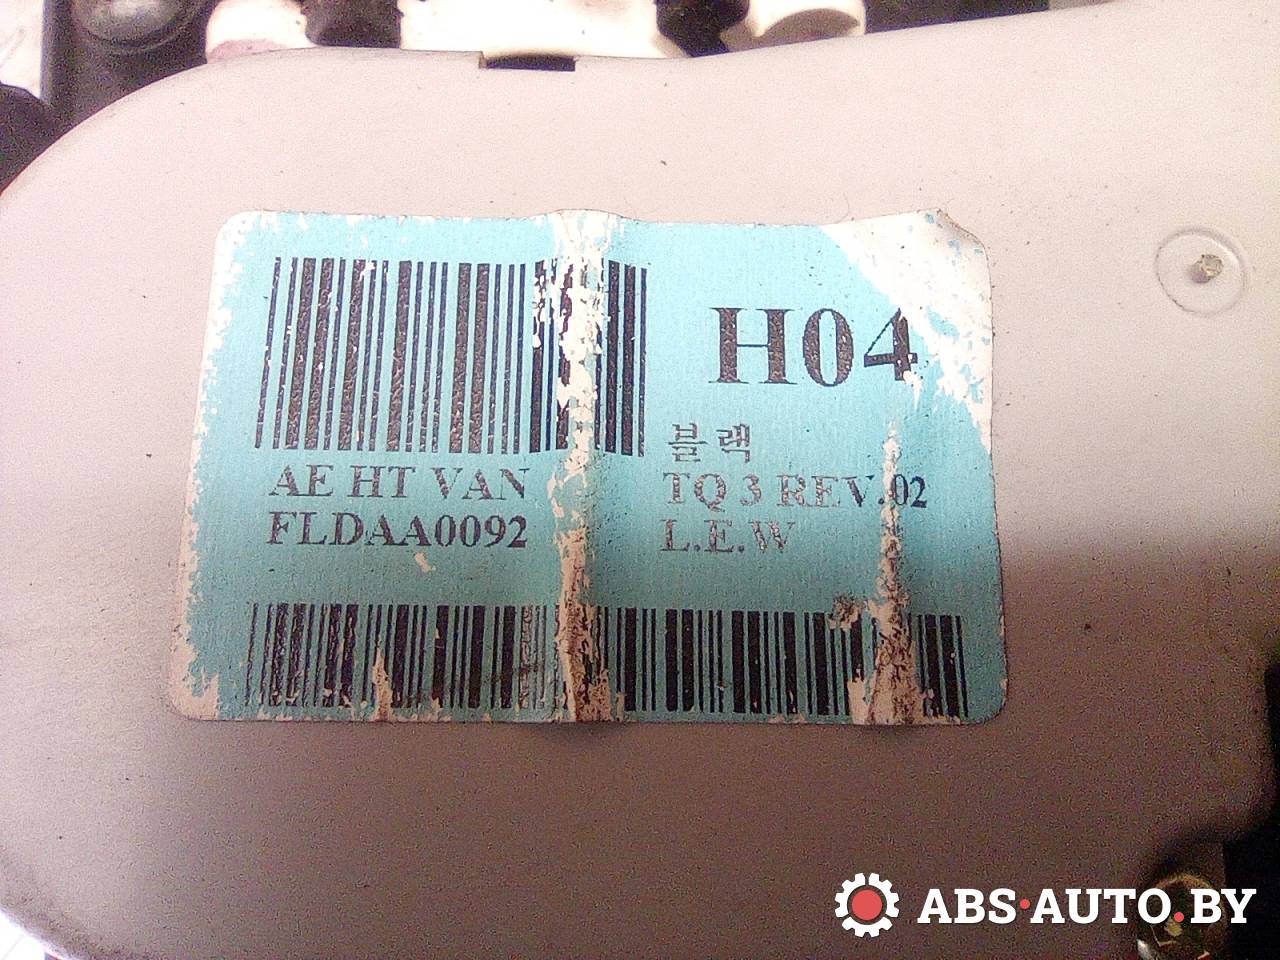 H04
블랙
AE HT VAN
TQ 3 REV.02
FLDAA0092
L.E.W
ABS·AUTO.BY